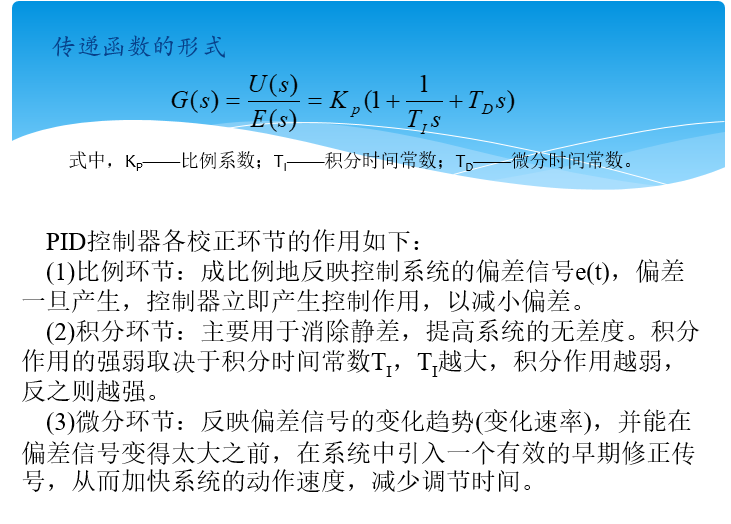 传递函数的形式
G(s) = U(s)/E(s) = K_p(1 + 1/(T_I s) + T_D s)
式中，K_P——比例系数；T_I——积分时间常数；T_D——微分时间常数。
PID控制器各校正环节的作用如下：
(1)比例环节：成比例地反映控制系统的偏差信号e(t)，偏差
一旦产生，控制器立即产生控制作用，以减小偏差。
(2)积分环节：主要用于消除静差，提高系统的无差度。积分
作用的强弱取决于积分时间常数T_I，T_I越大，积分作用越弱，
反之则越强。
(3)微分环节：反映偏差信号的变化趋势(变化速率)，并能在
偏差信号变得太大之前，在系统中引入一个有效的早期修正传
号，从而加快系统的动作速度，减少调节时间。